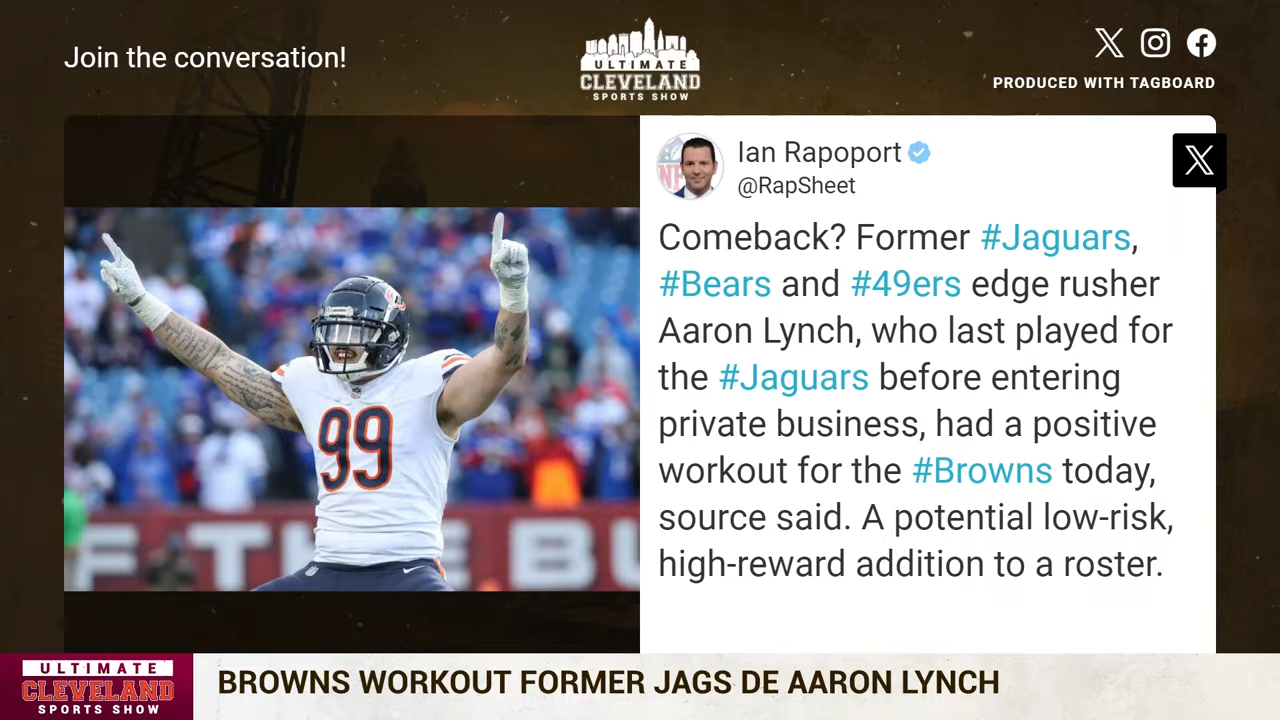 Join the conversation!
ULTIMATE
CLEVELAND
SPORTS SHOW
PRODUCED WITH TAGBOARD
Ian Rapoport
@RapSheet
Comeback? Former #Jaguars,
#Bears and #49ers edge rusher
Aaron Lynch, who last played for
the #Jaguars before entering
private business, had a positive
workout for the #Browns today,
source said. A potential low-risk,
high-reward addition to a roster.
99
F THE BU
ULTIMATE
CLEVELAND
SPORTS SHOW
BROWNS WORKOUT FORMER JAGS DE AARON LYNCH